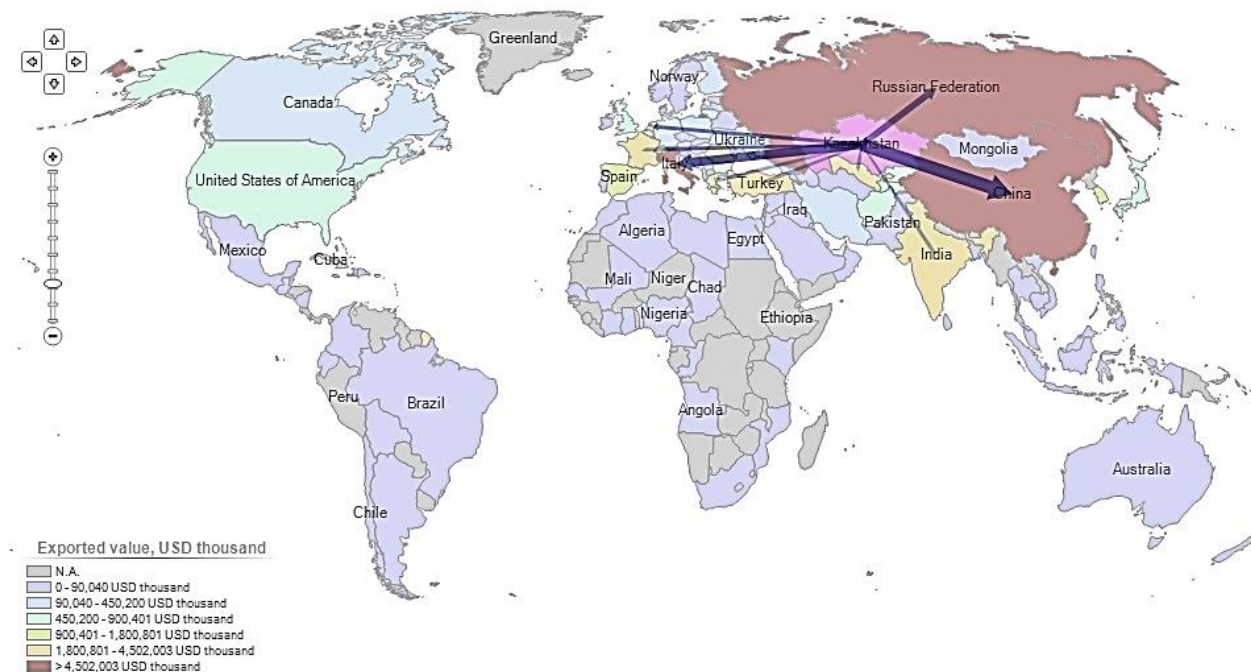 Greenland
Norway
Russian Federation
Canada
Ukraine
Kazakhstan
Mongolia
Italy
United States of America
Spain
Turkey
China
Iraq
Pakistan
Algeria
Egypt
Mexico
Cuba
India
Mali
Niger
Chad
Nigeria
Ethiopia
Peru
Brazil
Angola
Australia
Chile
Exported value, USD thousand
N.A.
0 - 90,040 USD thousand
90,040 - 450,200 USD thousand
450,200 - 900,401 USD thousand
900,401 - 1,800,801 USD thousand
1,800,801 - 4,502,003 USD thousand
> 4,502,003 USD thousand